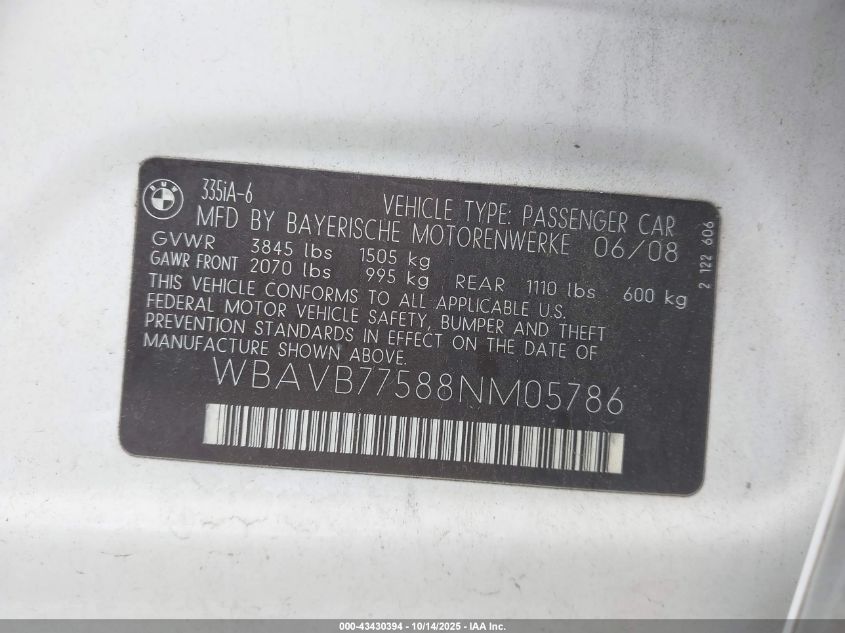 BMW
335iA-6
VEHICLE TYPE: PASSENGER CAR
MFD BY BAYERISCHE MOTORENWERKE 06/08
GVWR 3845 lbs 1505 kg
GAWR FRONT 2070 lbs 995 kg REAR 1110 lbs 600 kg
THIS VEHICLE CONFORMS TO ALL APPLICABLE U.S.
FEDERAL MOTOR VEHICLE SAFETY, BUMPER AND THEFT
PREVENTION STANDARDS IN EFFECT ON THE DATE OF
MANUFACTURE SHOWN ABOVE.
WBAVB77588NM05786
2 122 606
000-43430394 - 10/14/2025 - IAA Inc.